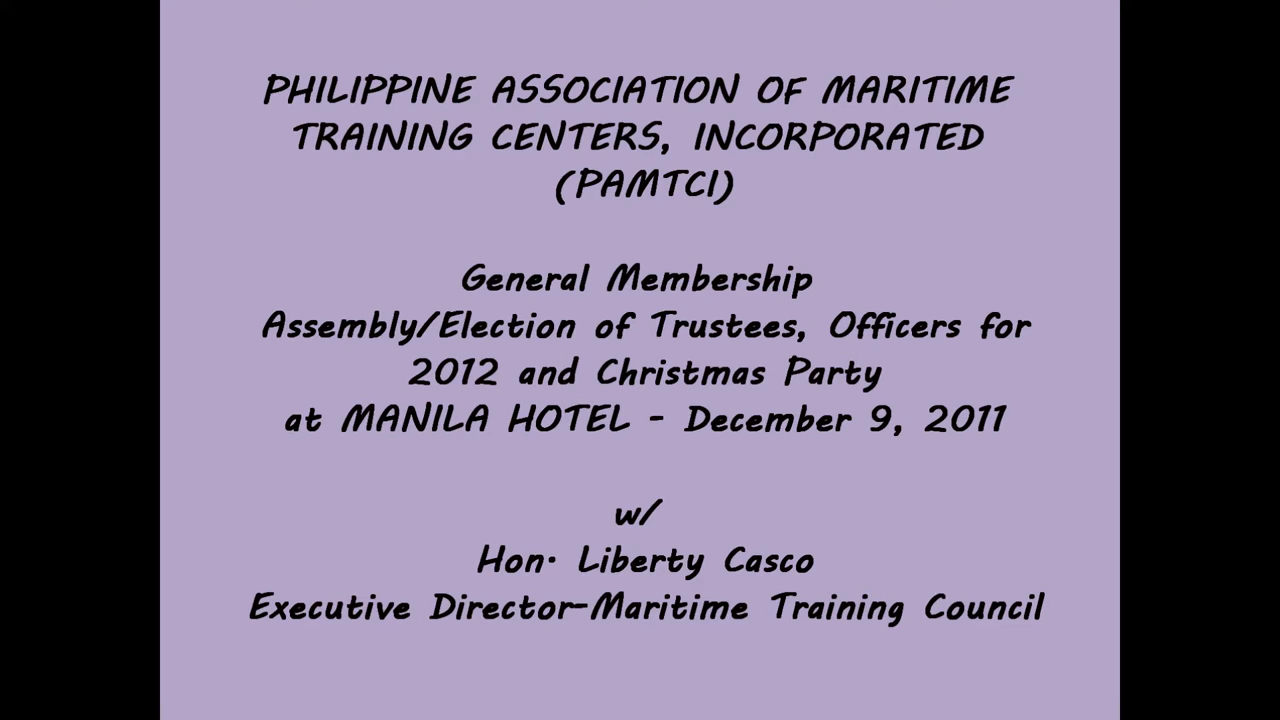 PHILIPPINE ASSOCIATION OF MARITIME
TRAINING CENTERS, INCORPORATED
(PAMTCI)
General Membership
Assembly/Election of Trustees, Officers for
2012 and Christmas Party
at MANILA HOTEL - December 9, 2011
w/
Hon. Liberty Casco
Executive Director-Maritime Training Council